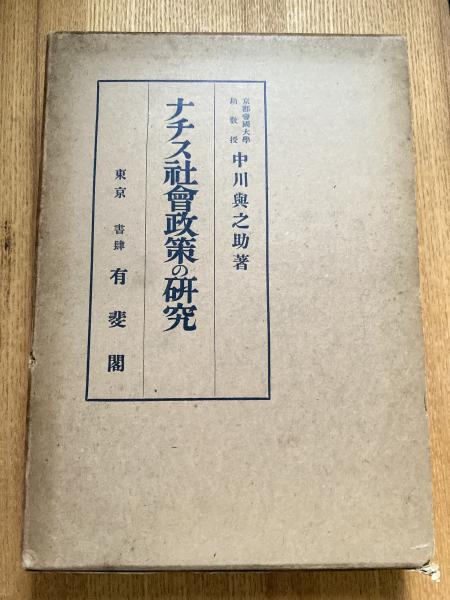 京都帝國大學
助教授
中川與之助著
ナチス社會政策の研究
東京 書肆 有斐閣